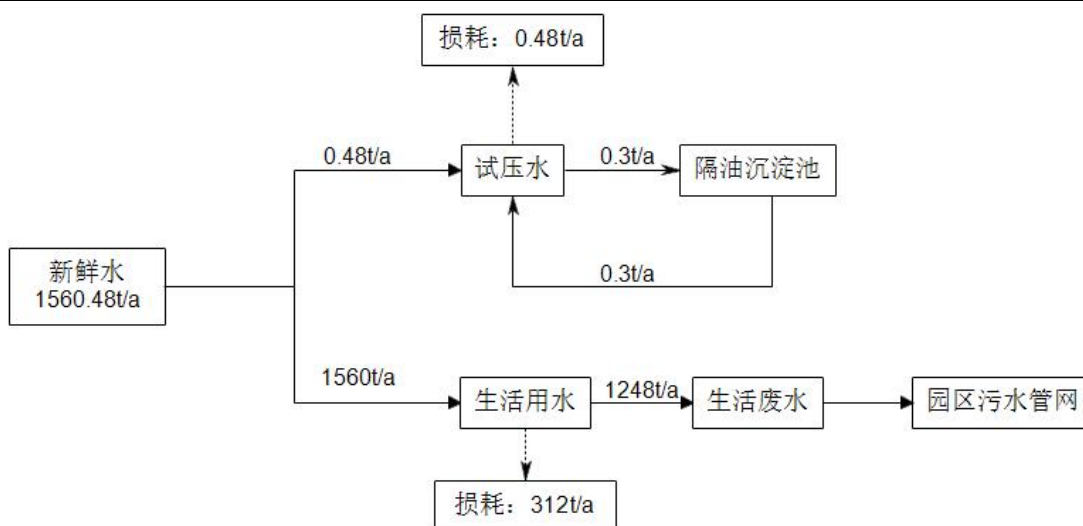 损耗：0.48t/a
0.48t/a
试压水
0.3t/a
隔油沉淀池
0.3t/a
新鲜水
1560.48t/a
1560t/a
生活用水
1248t/a
生活废水
园区污水管网
损耗：312t/a